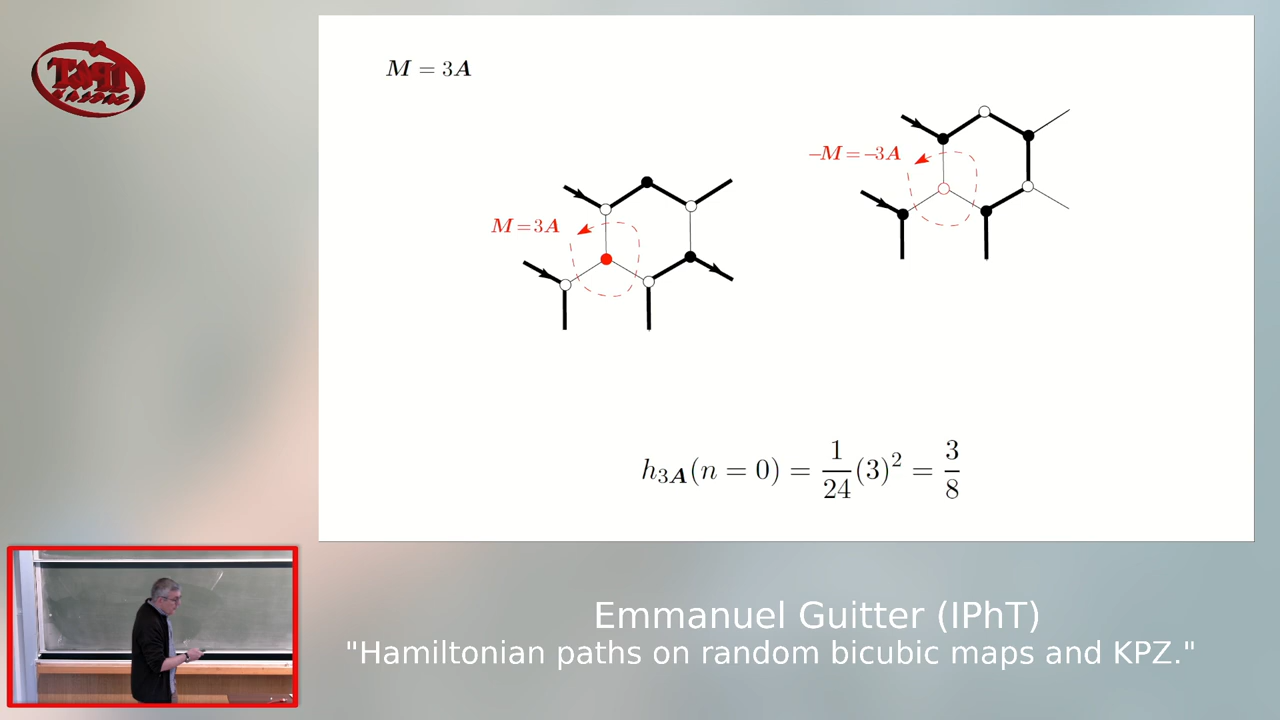 M = 3A
–M = –3A
M = 3A
h_{3A}(n = 0) = \frac{1}{24}(3)^2 = \frac{3}{8}
Emmanuel Guitter (IPhT)
"Hamiltonian paths on random bicubic maps and KPZ."